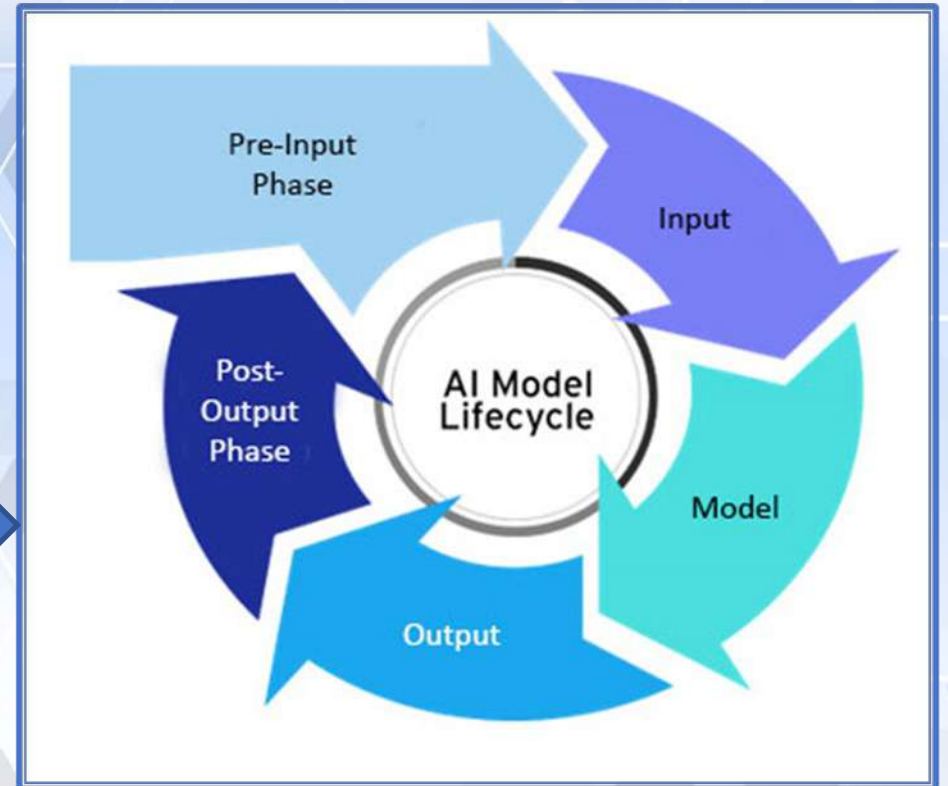 Pre-Input
Phase
Input
Model
Output
Post-
Output
Phase
AI Model
Lifecycle